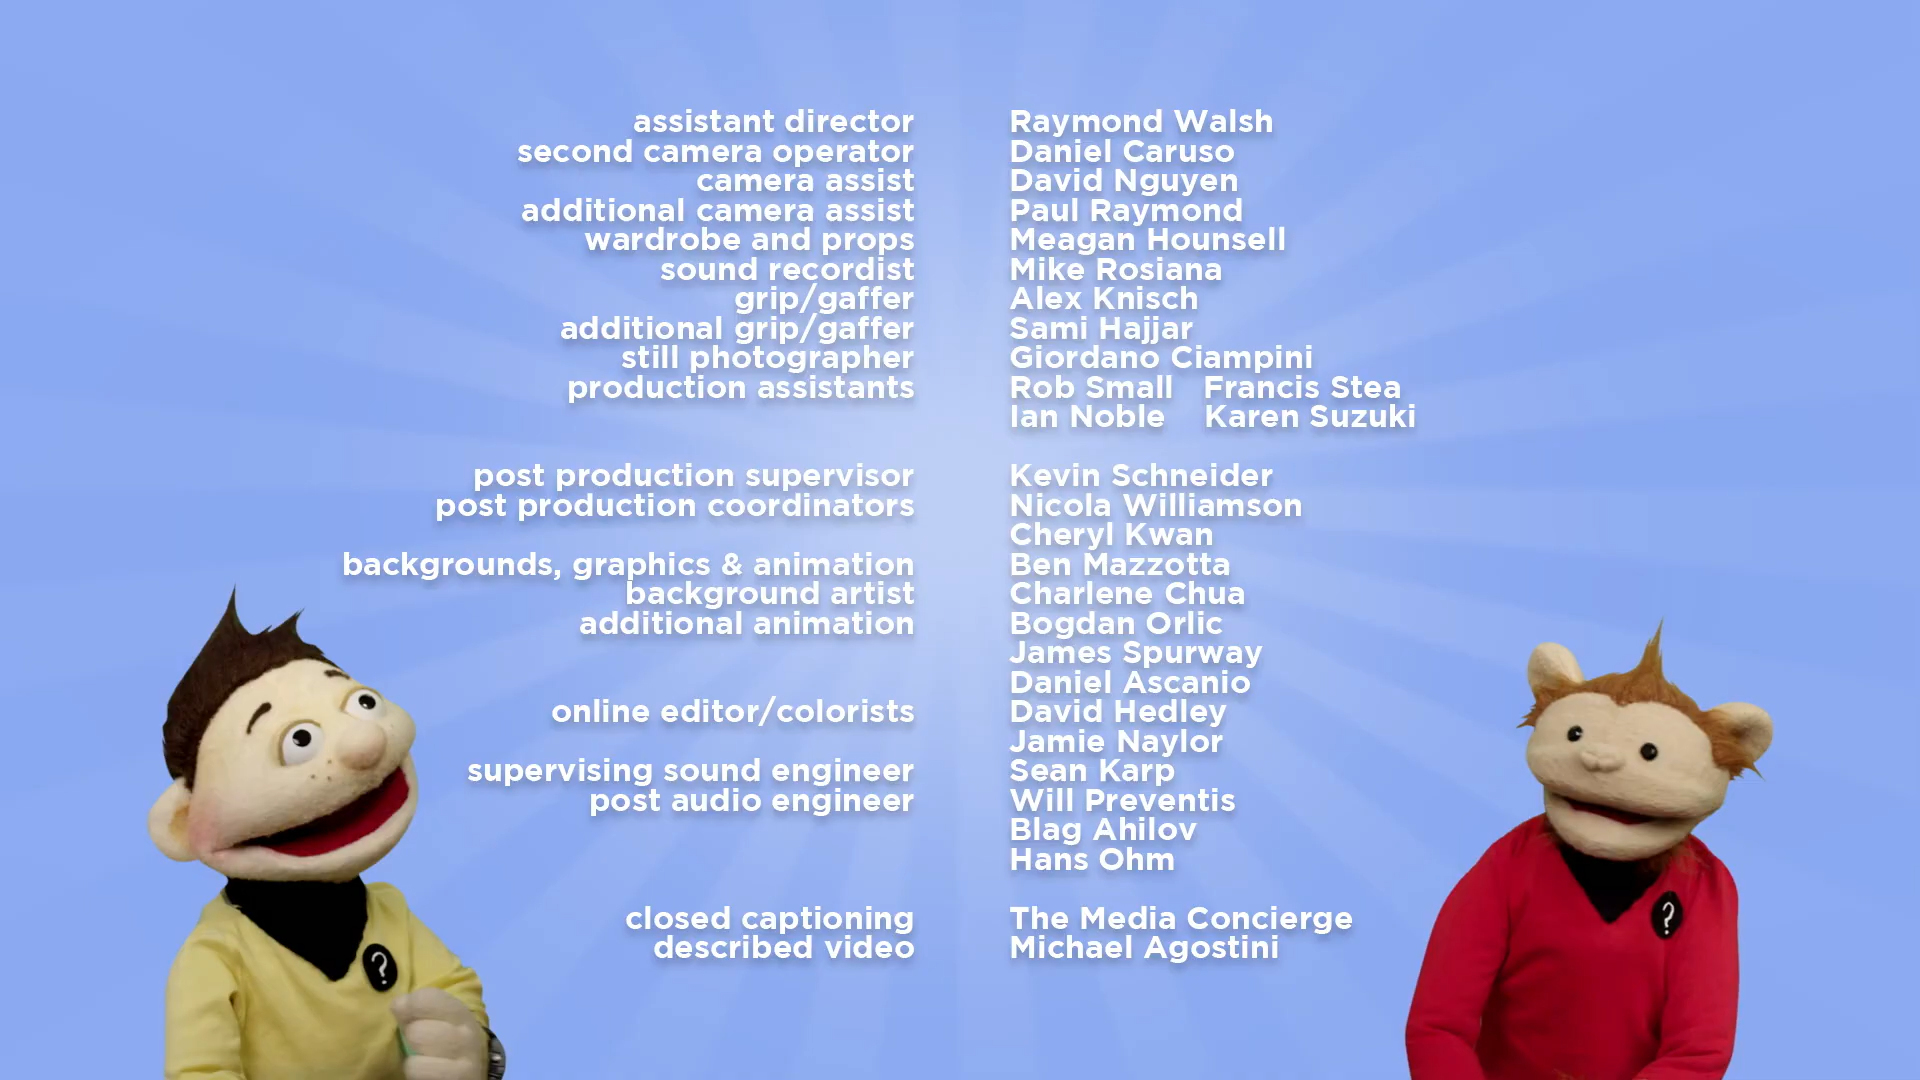 assistant director Raymond Walsh
second camera operator Daniel Caruso
camera assist David Nguyen
additional camera assist Paul Raymond
wardrobe and props Meagan Hounsell
sound recordist Mike Rosiana
grip/gaffer Alex Knisch
additional grip/gaffer Sami Hajjar
still photographer Giordano Ciampini
production assistants Rob Small Francis Stea
Ian Noble Karen Suzuki
post production supervisor Kevin Schneider
post production coordinators Nicola Williamson
Cheryl Kwan
backgrounds, graphics & animation Ben Mazzotta
background artist Charlene Chua
additional animation Bogdan Orlic
James Spurway
Daniel Ascanio
online editor/colorists David Hedley
Jamie Naylor
supervising sound engineer Sean Karp
post audio engineer Will Preventis
Blag Ahilov
Hans Ohm
closed captioning The Media Concierge
described video Michael Agostini
?
?